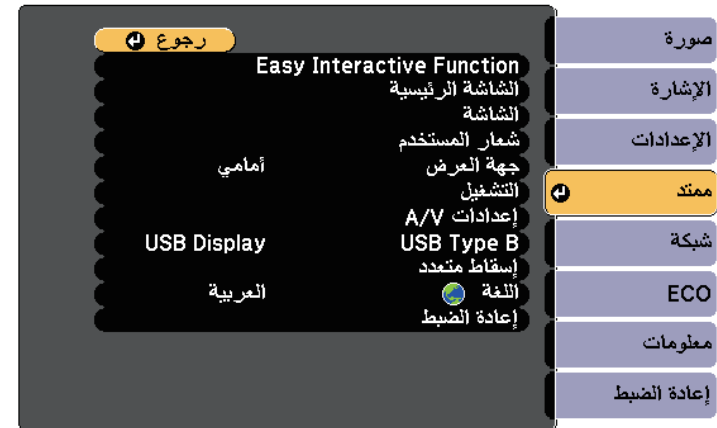 صورة
الإشارة
الإعدادات
ممتد
شبكة
ECO
معلومات
إعادة الضبط
رجوع
Easy Interactive Function
الشاشة الرئيسية
الشاشة
شعار المستخدم
جهة العرض أمامي
التشغيل
إعدادات A/V
USB Type B USB Display
إسقاط متعدد
اللغة العربية
إعادة الضبط